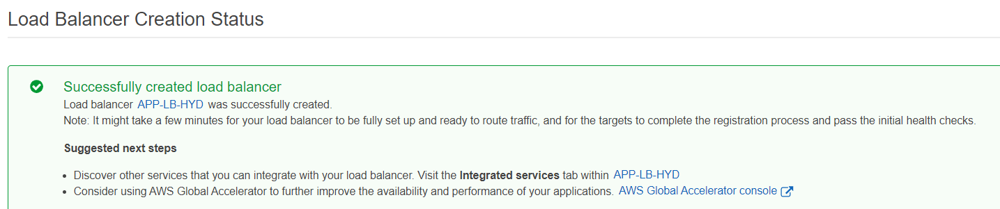 Load Balancer Creation Status
Successfully created load balancer
Load balancer APP-LB-HYD was successfully created.
Note: It might take a few minutes for your load balancer to be fully set up and ready to route traffic, and for the targets to complete the registration process and pass the initial health checks.
Suggested next steps
• Discover other services that you can integrate with your load balancer. Visit the Integrated services tab within APP-LB-HYD
• Consider using AWS Global Accelerator to further improve the availability and performance of your applications. AWS Global Accelerator console